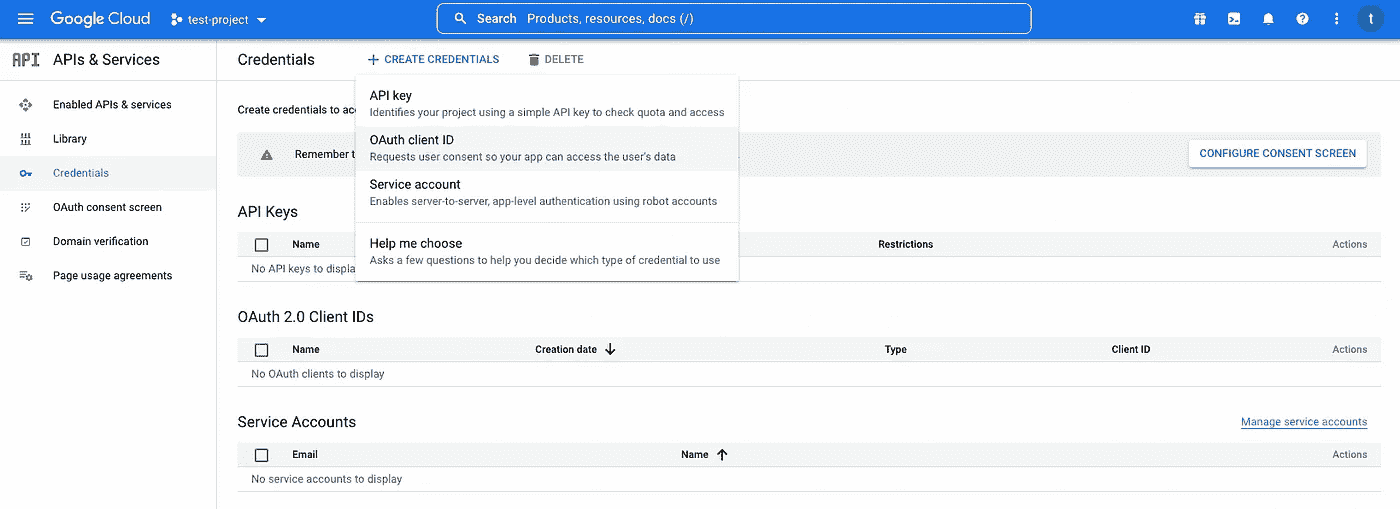 Google Cloud test-project Search Products, resources, docs (/) t
API APIs & Services
Enabled APIs & services
Library
Credentials
OAuth consent screen
Domain verification
Page usage agreements
Credentials + CREATE CREDENTIALS DELETE
API key
Identifies your project using a simple API key to check quota and access
OAuth client ID
Requests user consent so your app can access the user's data
Service account
Enables server-to-server, app-level authentication using robot accounts
Help me choose
Asks a few questions to help you decide which type of credential to use
Create credentials to
Remember
CONFIGURE CONSENT SCREEN
API Keys
Name Restrictions Actions
No API keys to
OAuth 2.0 Client IDs
Name Creation date Type Client ID Actions
No OAuth clients to display
Service Accounts Manage service accounts
Email Name Actions
No service accounts to display